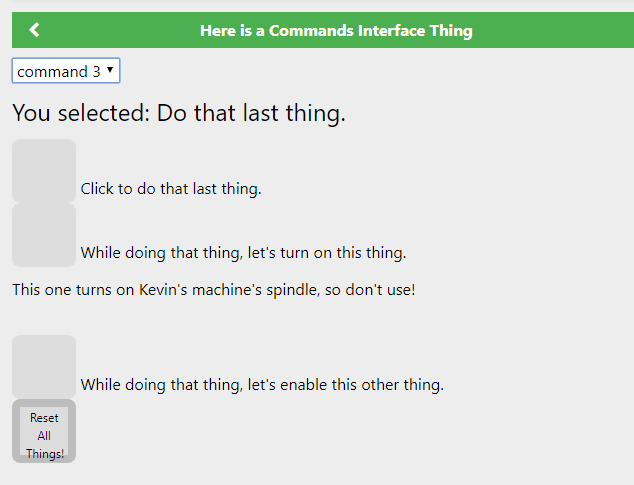 Here is a Commands Interface Thing
command 3
You selected: Do that last thing.
Click to do that last thing.
While doing that thing, let's turn on this thing.
This one turns on Kevin's machine's spindle, so don't use!
While doing that thing, let's enable this other thing.
Reset
All
Things!